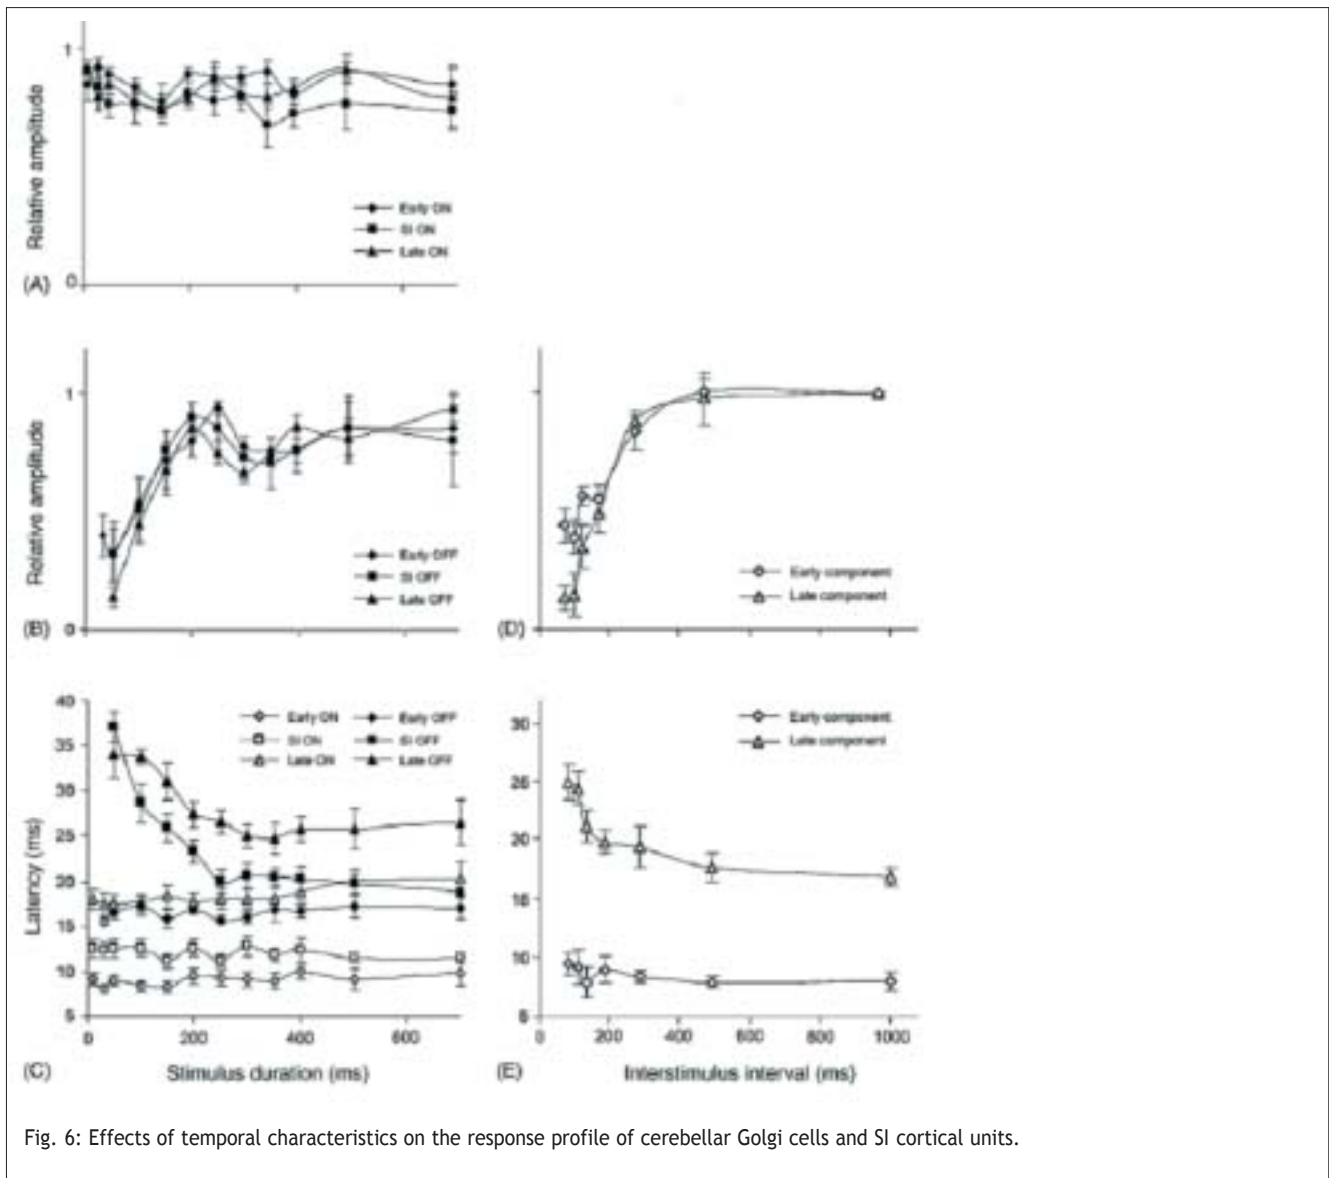 1
Relative amplitude
Early ON
SI ON
Late ON
(A)
0
1
Relative amplitude
Early OFF
SI OFF
Late OFF
(B)
0
Early component
Late component
(D)
40
35
30
25
20
15
10
5
Latency (ms)
Early ON
SI ON
Late ON
Early OFF
SI OFF
Late OFF
0 200 400 600
(C)
Stimulus duration (ms)
30
25
20
15
10
5
Early component
Late component
0 200 400 600 800 1000
(E)
Interstimulus interval (ms)
Fig. 6: Effects of temporal characteristics on the response profile of cerebellar Golgi cells and SI cortical units.